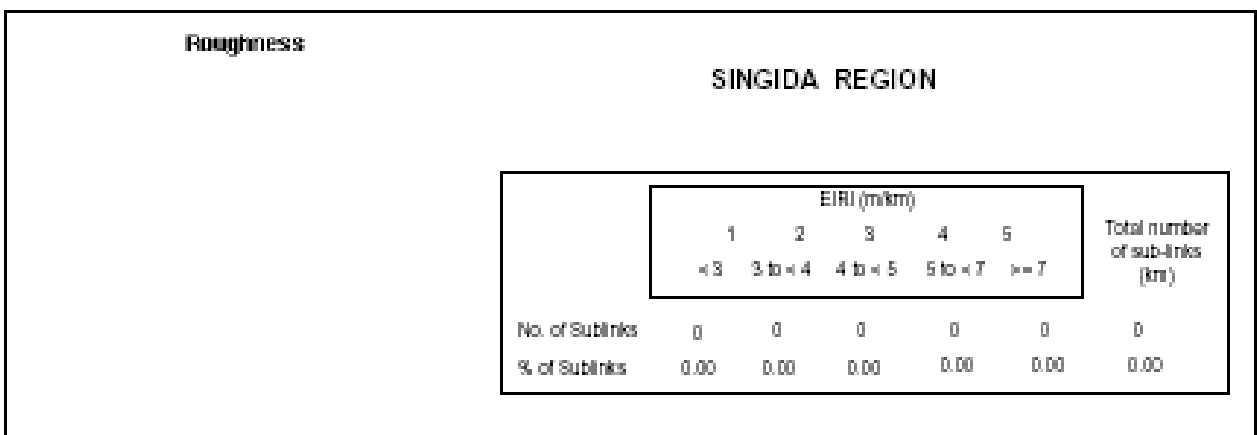 Roughness
SINGIDA REGION
EIRI (m/km)
1 2 3 4 5
< 3 3 to < 4 4 to < 5 5 to < 7 >= 7
Total number
of sub-links
(km)
No. of Sublinks 0 0 0 0 0 0
% of Sublinks 0.00 0.00 0.00 0.00 0.00 0.00